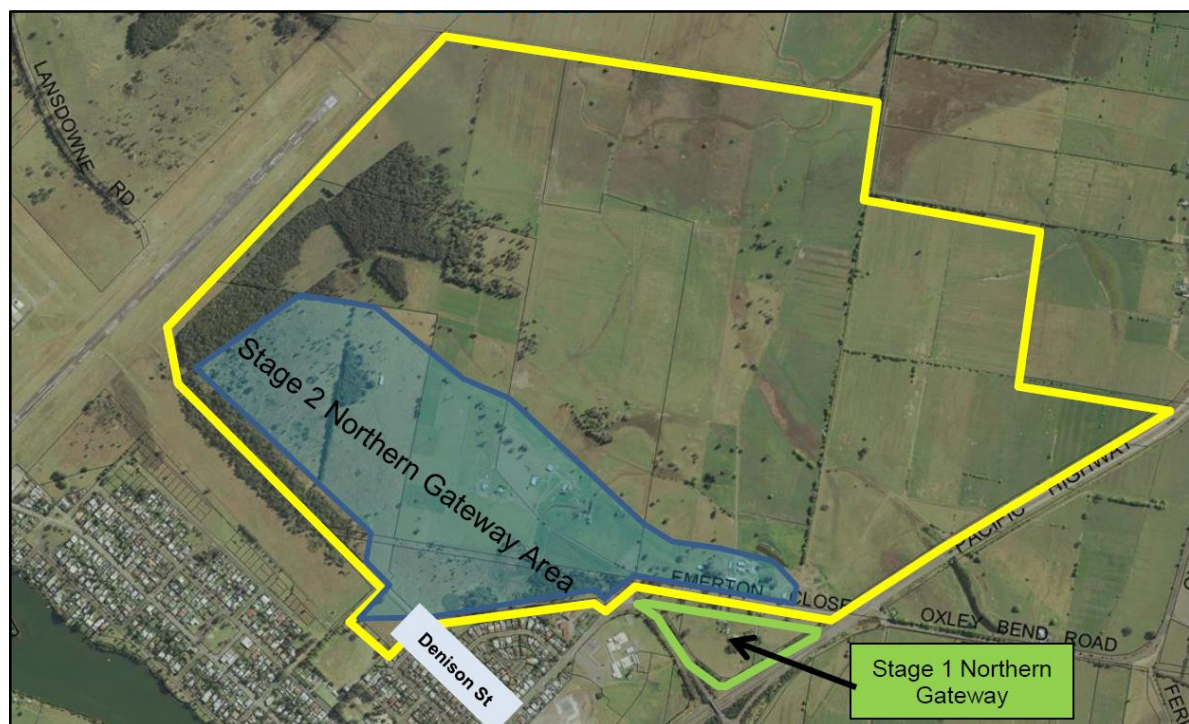 LANSDOWNE RD
Stage 2 Northern Gateway Area
PACIFIC HIGHWAY
EMERTON CLOSE
OXLEY BEND ROAD
Denison St
Stage 1 Northern
Gateway